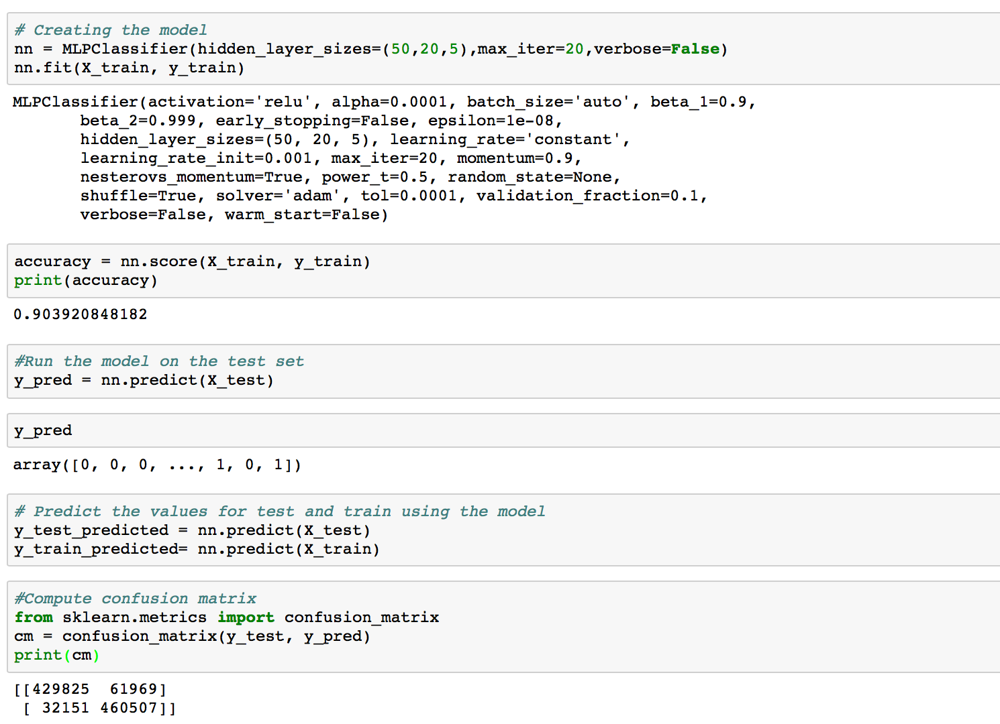 # Creating the model
nn = MLPClassifier(hidden_layer_sizes=(50,20,5),max_iter=20,verbose=False)
nn.fit(X_train, y_train)
MLPClassifier(activation='relu', alpha=0.0001, batch_size='auto', beta_1=0.9,
       beta_2=0.999, early_stopping=False, epsilon=1e-08,
       hidden_layer_sizes=(50, 20, 5), learning_rate='constant',
       learning_rate_init=0.001, max_iter=20, momentum=0.9,
       nesterovs_momentum=True, power_t=0.5, random_state=None,
       shuffle=True, solver='adam', tol=0.0001, validation_fraction=0.1,
       verbose=False, warm_start=False)
accuracy = nn.score(X_train, y_train)
print(accuracy)
0.903920848182
#Run the model on the test set
y_pred = nn.predict(X_test)
y_pred
array([0, 0, 0, ..., 1, 0, 1])
# Predict the values for test and train using the model
y_test_predicted = nn.predict(X_test)
y_train_predicted= nn.predict(X_train)
#Compute confusion matrix
from sklearn.metrics import confusion_matrix
cm = confusion_matrix(y_test, y_pred)
print(cm)
[[429825  61969]
 [ 32151 460507]]